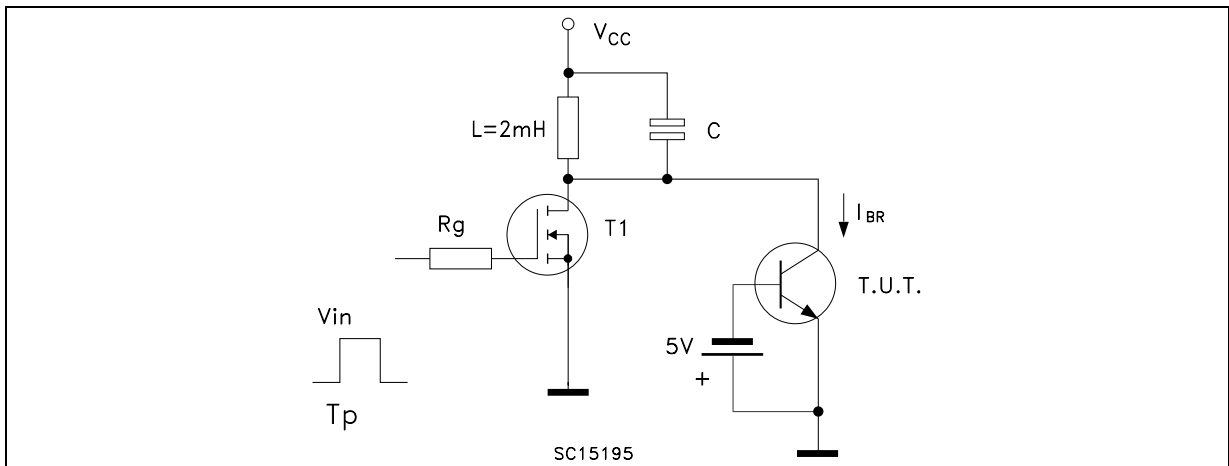 VCC
L=2mH
C
IBR
Rg
T1
T.U.T.
Vin
5V
+
Tp
SC15195